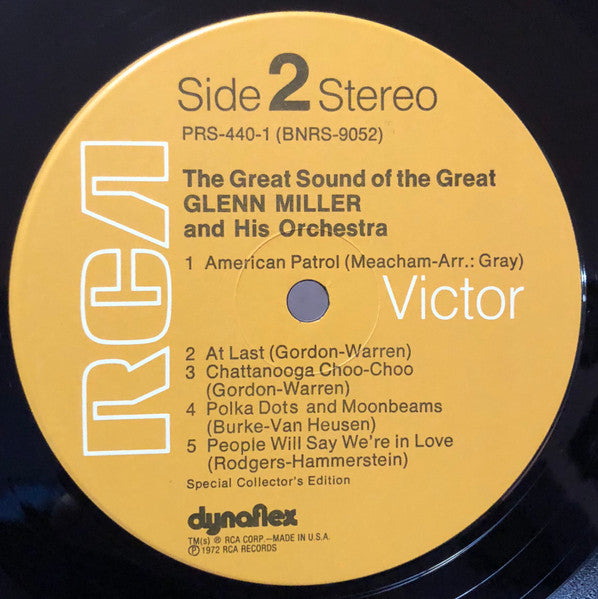 Side 2 Stereo
PRS-440-1 (BNRS-9052)
The Great Sound of the Great
GLENN MILLER
and His Orchestra
1 American Patrol (Meacham-Arr.: Gray)
RCA
Victor
2 At Last (Gordon-Warren)
3 Chattanooga Choo-Choo
(Gordon-Warren)
4 Polka Dots and Moonbeams
(Burke-Van Heusen)
5 People Will Say We're in Love
(Rodgers-Hammerstein)
Special Collector's Edition
dynaflex
TM(s) ® RCA CORP.—MADE IN U.S.A.
℗ 1972 RCA RECORDS